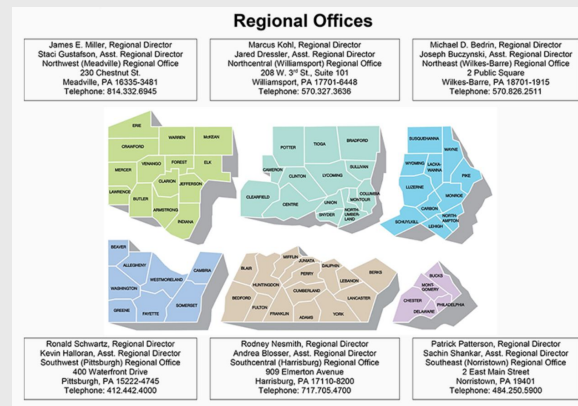 Regional Offices
James E. Miller, Regional Director
Staci Gustafson, Asst. Regional Director
Northwest (Meadville) Regional Office
230 Chestnut St.
Meadville, PA 16335-3481
Telephone: 814.332.6945
Marcus Kohl, Regional Director
Jared Dressler, Asst. Regional Director
Northcentral (Williamsport) Regional Office
208 W. 3rd St., Suite 101
Williamsport, PA 17701-6448
Telephone: 570.327.3636
Michael D. Bedrin, Regional Director
Joseph Buczynski, Asst. Regional Director
Northeast (Wilkes-Barre) Regional Office
2 Public Square
Wilkes-Barre, PA 18701-1915
Telephone: 570.826.2511
ERIE
CRAWFORD
WARREN
McKEAN
MERCER
VENANGO
FOREST
ELK
LAWRENCE
CLARION
JEFFERSON
BUTLER
ARMSTRONG
INDIANA
POTTER
TIOGA
BRADFORD
CAMERON
CLINTON
LYCOMING
SULLIVAN
CLEARFIELD
CENTRE
UNION
COLUMBIA
MONTOUR
SNYDER
NORTH
UMBER-
LAND
SUSQUEHANNA
WAYNE
WYOMING
LACKA-
WANNA
PIKE
LUZERNE
MONROE
CARBON
SCHUYLKILL
NORTH
AMPTON
LEHIGH
BEAVER
ALLEGHENY
WESTMORELAND
CAMBRIA
WASHINGTON
SOMERSET
GREENE
FAYETTE
BLAIR
MIFFLIN
JUNIATA
DAUPHIN
HUNTINGDON
PERRY
LEBANON
BERKS
BEDFORD
CUMBERLAND
LANCASTER
FULTON
FRANKLIN
ADAMS
YORK
BUCKS
MONT-
GOMERY
CHESTER
PHILADELPHIA
DELAWARE
Ronald Schwartz, Regional Director
Kevin Halloran, Asst. Regional Director
Southwest (Pittsburgh) Regional Office
400 Waterfront Drive
Pittsburgh, PA 15222-4745
Telephone: 412.442.4000
Rodney Nesmith, Regional Director
Andrea Blosser, Asst. Regional Director
Southcentral (Harrisburg) Regional Office
909 Elmerton Avenue
Harrisburg, PA 17110-8200
Telephone: 717.705.4700
Patrick Patterson, Regional Director
Sachin Shankar, Asst. Regional Director
Southeast (Norristown) Regional Office
2 East Main Street
Norristown, PA 19401
Telephone: 484.250.5900